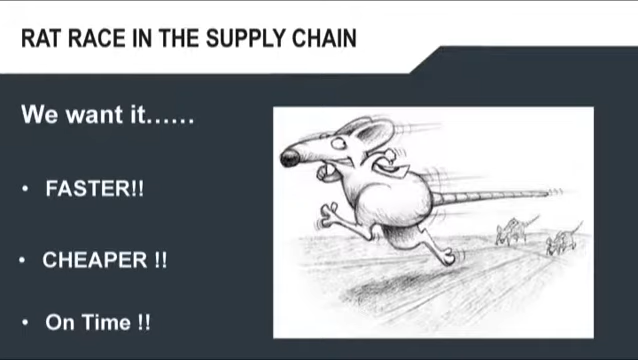 RAT RACE IN THE SUPPLY CHAIN
We want it......
• FASTER!!
• CHEAPER !!
• On Time !!